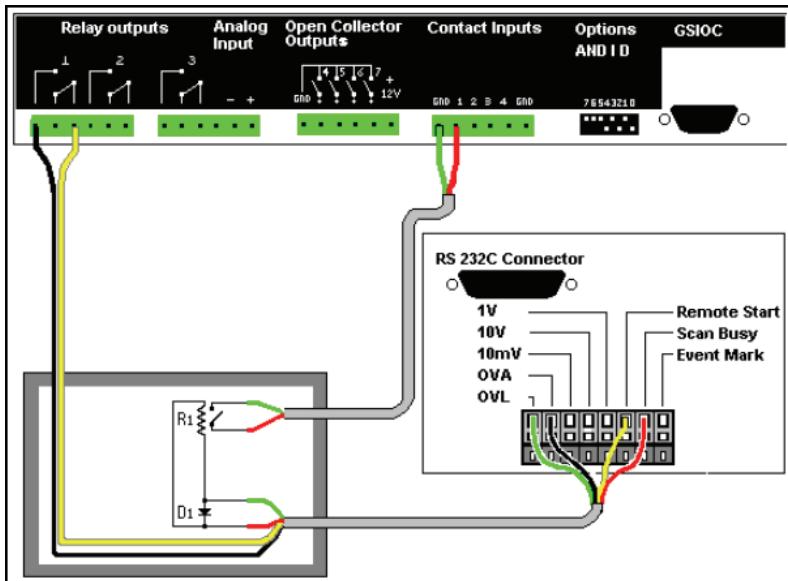 Relay outputs
Analog Input
Open Collector Outputs
Contact Inputs
Options AND I D
GSIOC
1
2
3
- +
4 5 6 7 +
GND
12V
GND 1 2 3 4 GND
76543210
RS 232C Connector
1V
10V
10mV
OVA
OVL
Remote Start
Scan Busy
Event Mark
R1
D1